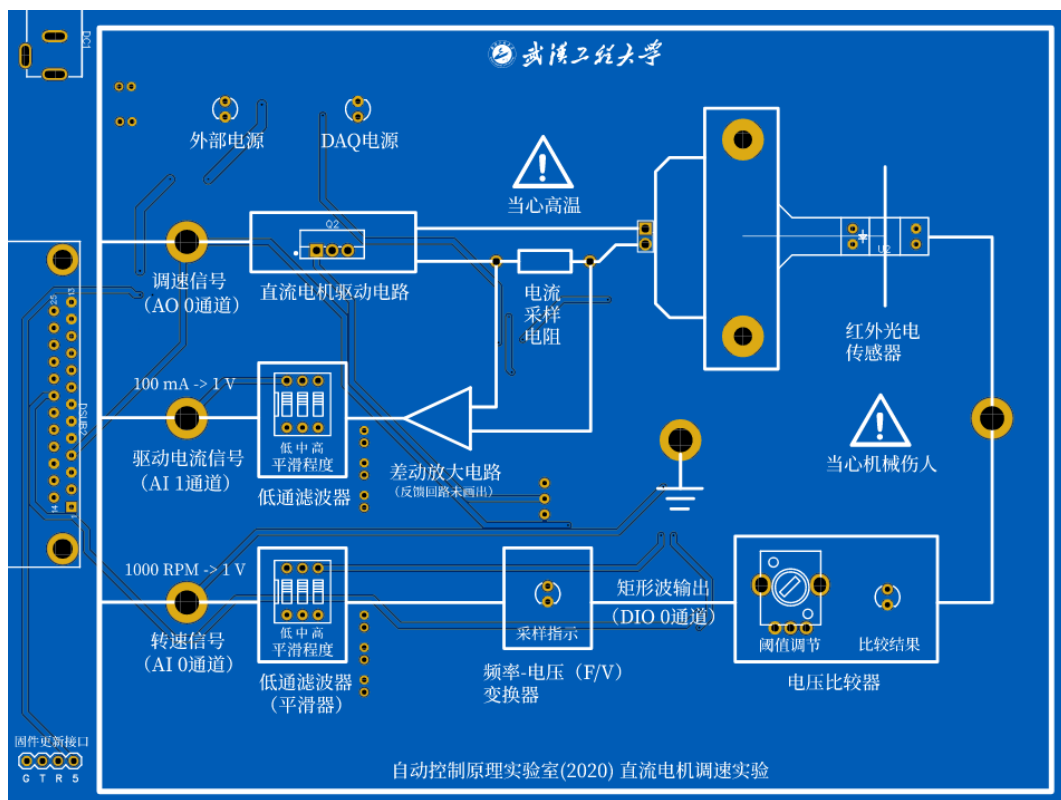 DC1
武汉工程大学
外部电源
DAQ电源
当心高温
Q2
调速信号
（AO 0通道）
直流电机驱动电路
电流
采样
电阻
U2
红外光电
传感器
25
13
DSUB2
14
1
100 mA -> 1 V
驱动电流信号
（AI 1通道）
低 中 高
平滑程度
低通滤波器
差动放大电路
（反馈回路未画出）
当心机械伤人
1000 RPM -> 1 V
转速信号
（AI 0通道）
低 中 高
平滑程度
低通滤波器
（平滑器）
采样指示
频率-电压（F/V）
变换器
矩形波输出
（DIO 0通道）
阈值调节
比较结果
电压比较器
固件更新接口
G T R 5
自动控制原理实验室(2020) 直流电机调速实验